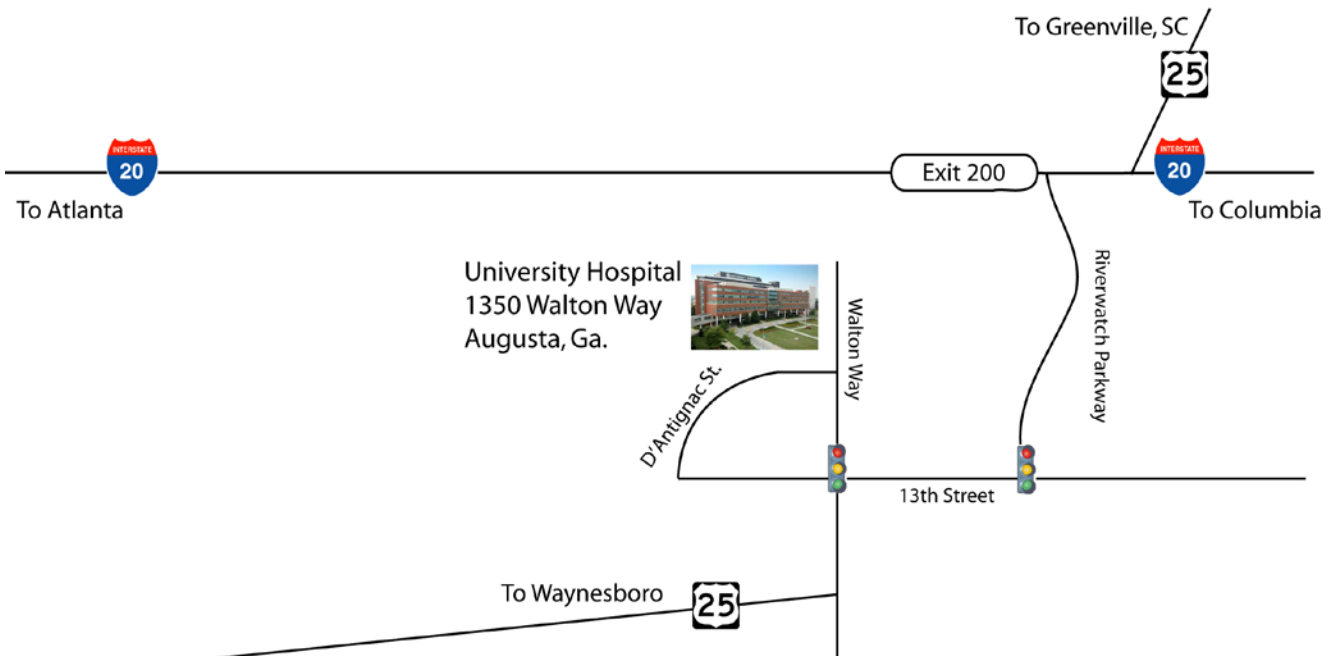 To Greenville, SC
25
INTERSTATE
20
Exit 200
INTERSTATE
20
To Atlanta
To Columbia
University Hospital
1350 Walton Way
Augusta, Ga.
Walton Way
Riverwatch Parkway
D'Antignac St.
13th Street
To Waynesboro
25